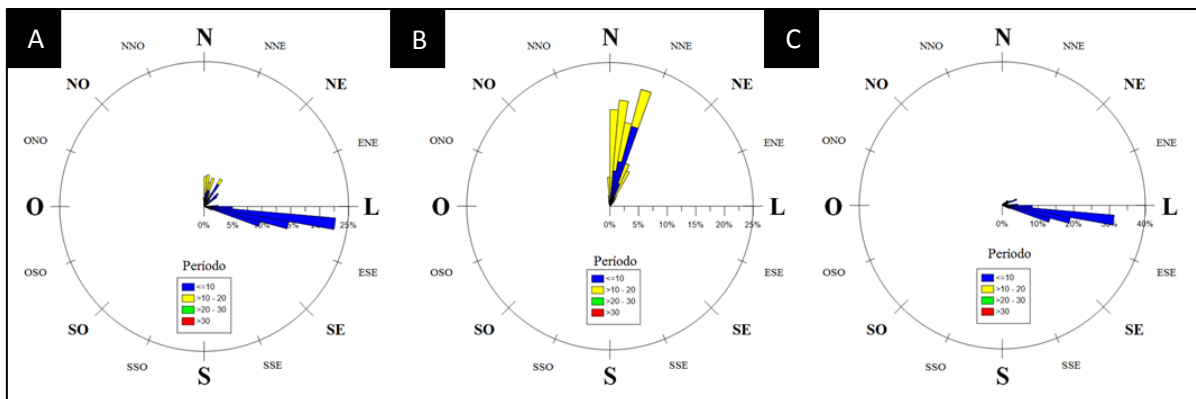 A
N
NNO
NNE
NO
NE
ONO
ENE
O
L
0% 5% 10% 15% 20% 25%
OSO
ESE
Período
<=10
>10 - 20
>20 - 30
>30
SO
SE
SSO
SSE
S
B
N
NNO
NNE
NO
NE
ONO
ENE
O
L
0% 5% 10% 15% 20% 25%
OSO
ESE
Período
<=10
>10 - 20
>20 - 30
>30
SO
SE
SSO
SSE
S
C
N
NNO
NNE
NO
NE
ONO
ENE
O
L
0% 10% 20% 30% 40%
OSO
ESE
Período
<=10
>10 - 20
>20 - 30
>30
SO
SE
SSO
SSE
S